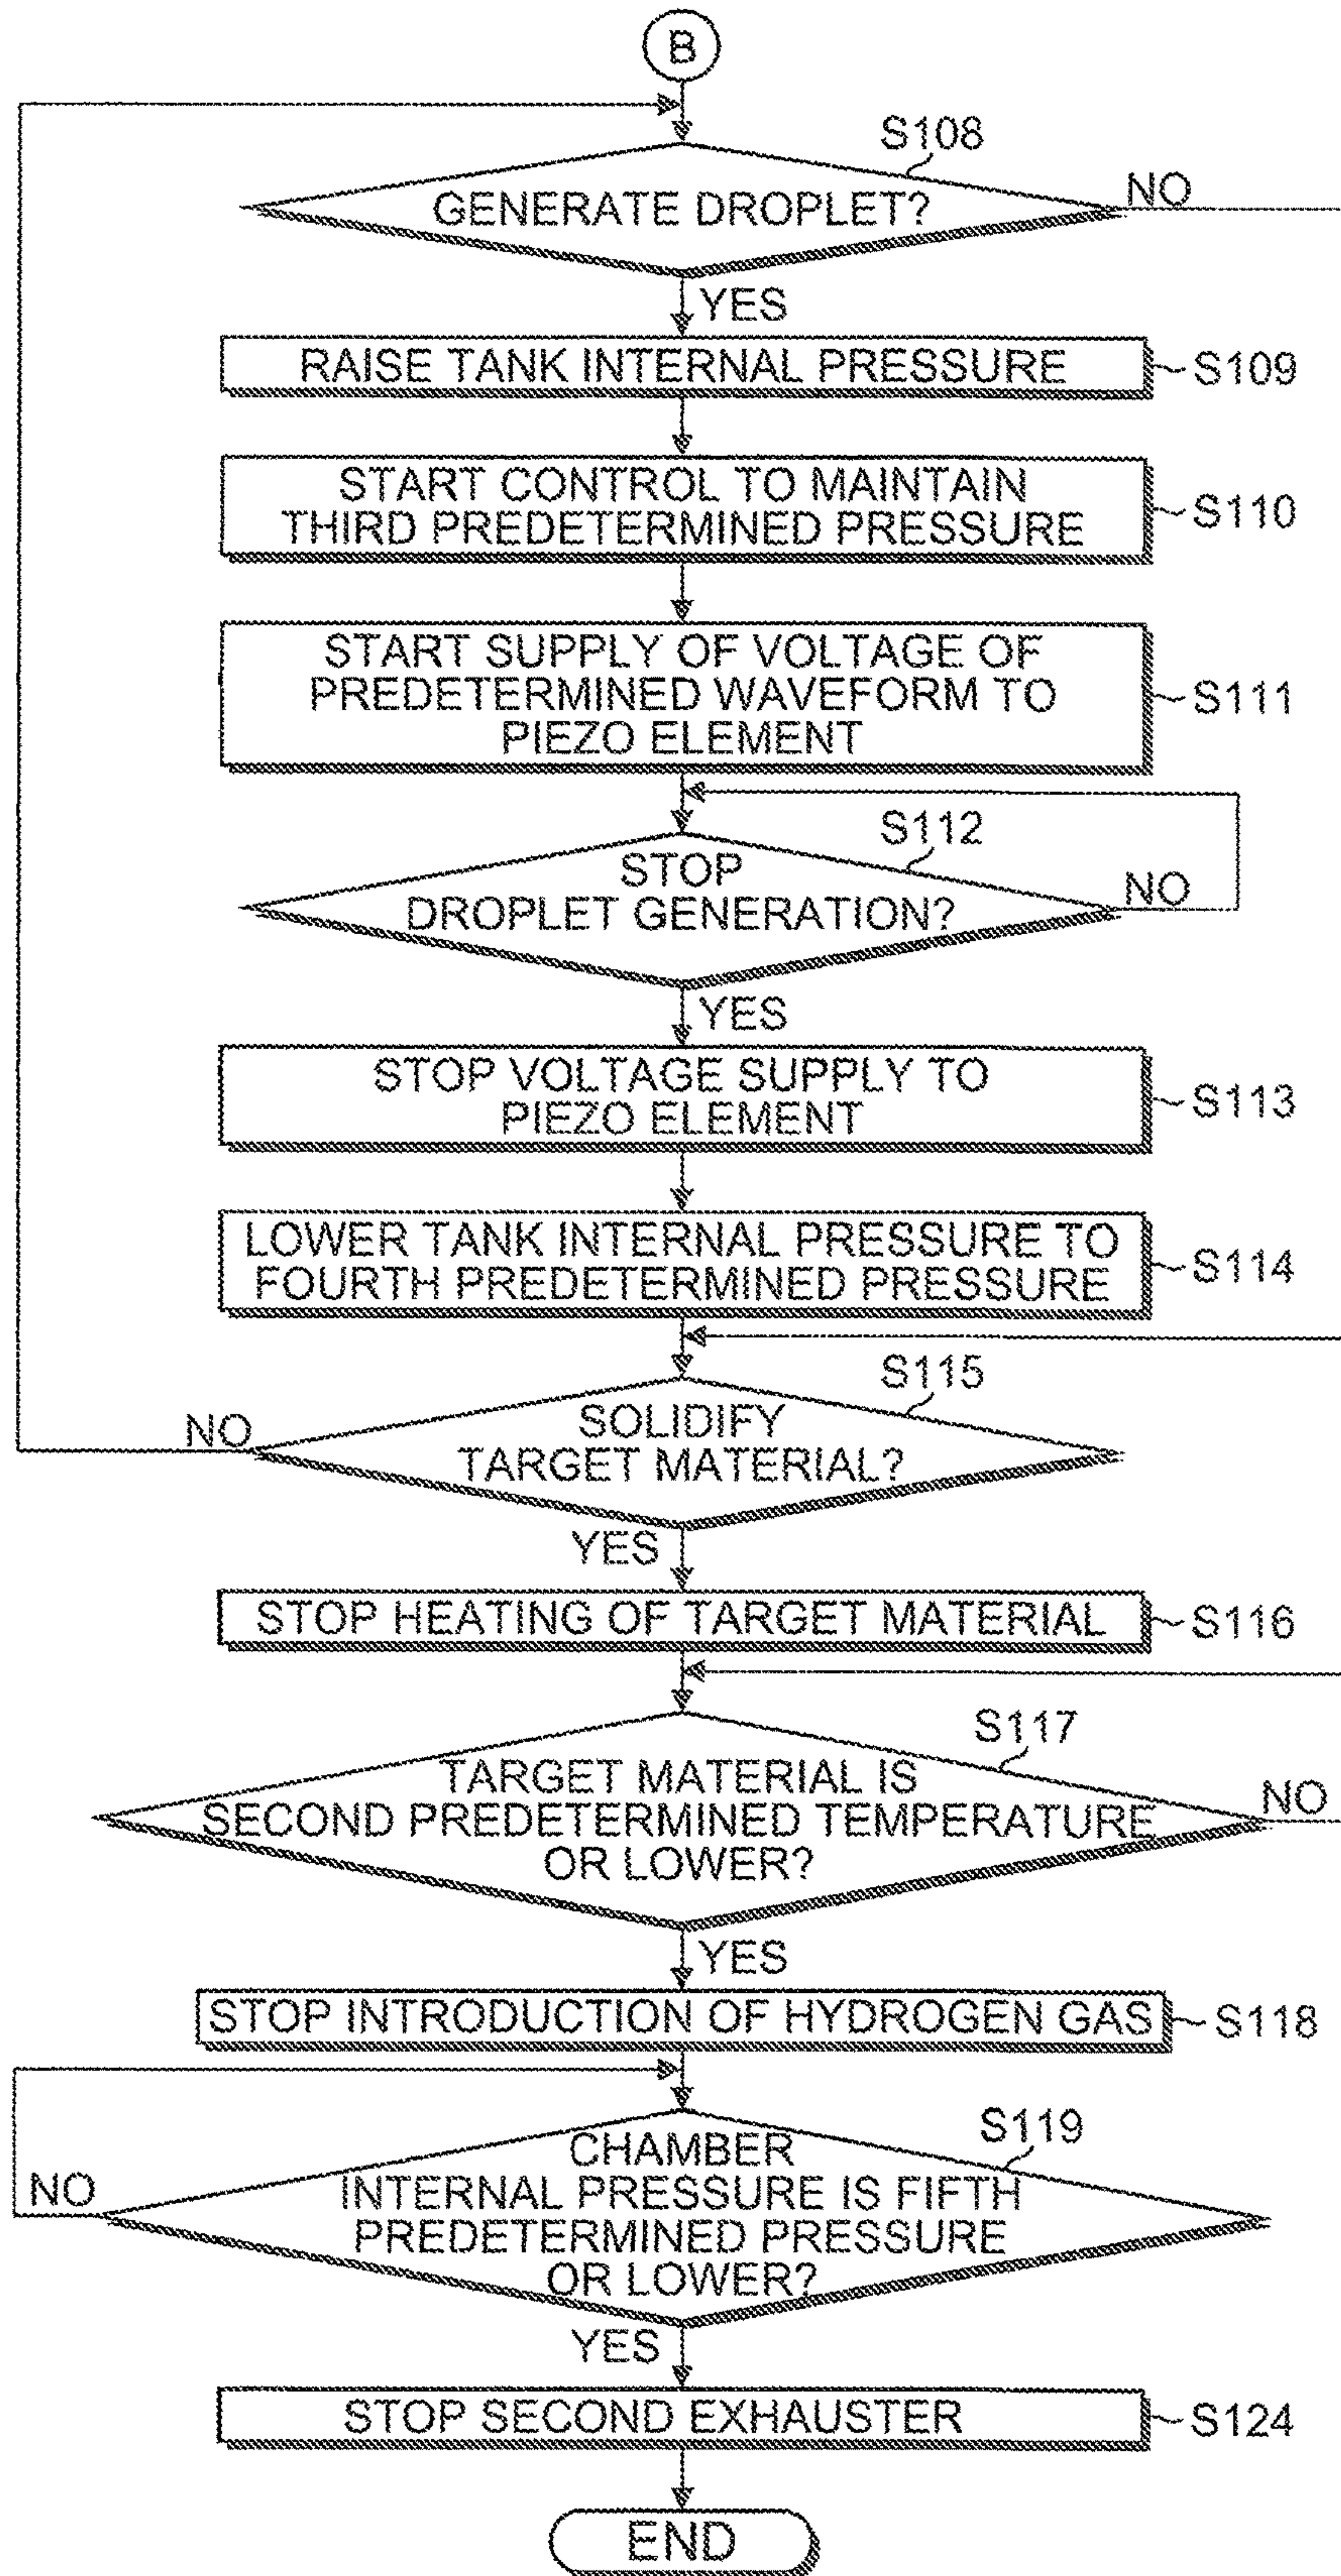 B
S108
GENERATE DROPLET?
NO
YES
RAISE TANK INTERNAL PRESSURE
S109
START CONTROL TO MAINTAIN
THIRD PREDETERMINED PRESSURE
S110
START SUPPLY OF VOLTAGE OF
PREDETERMINED WAVEFORM TO
PIEZO ELEMENT
S111
S112
STOP
DROPLET GENERATION?
NO
YES
STOP VOLTAGE SUPPLY TO
PIEZO ELEMENT
S113
LOWER TANK INTERNAL PRESSURE TO
FOURTH PREDETERMINED PRESSURE
S114
S115
SOLIDIFY
TARGET MATERIAL?
NO
YES
STOP HEATING OF TARGET MATERIAL
S116
S117
TARGET MATERIAL IS
SECOND PREDETERMINED TEMPERATURE
OR LOWER?
NO
YES
STOP INTRODUCTION OF HYDROGEN GAS
S118
S119
CHAMBER
INTERNAL PRESSURE IS FIFTH
PREDETERMINED PRESSURE
OR LOWER?
NO
YES
STOP SECOND EXHAUSTER
S124
END